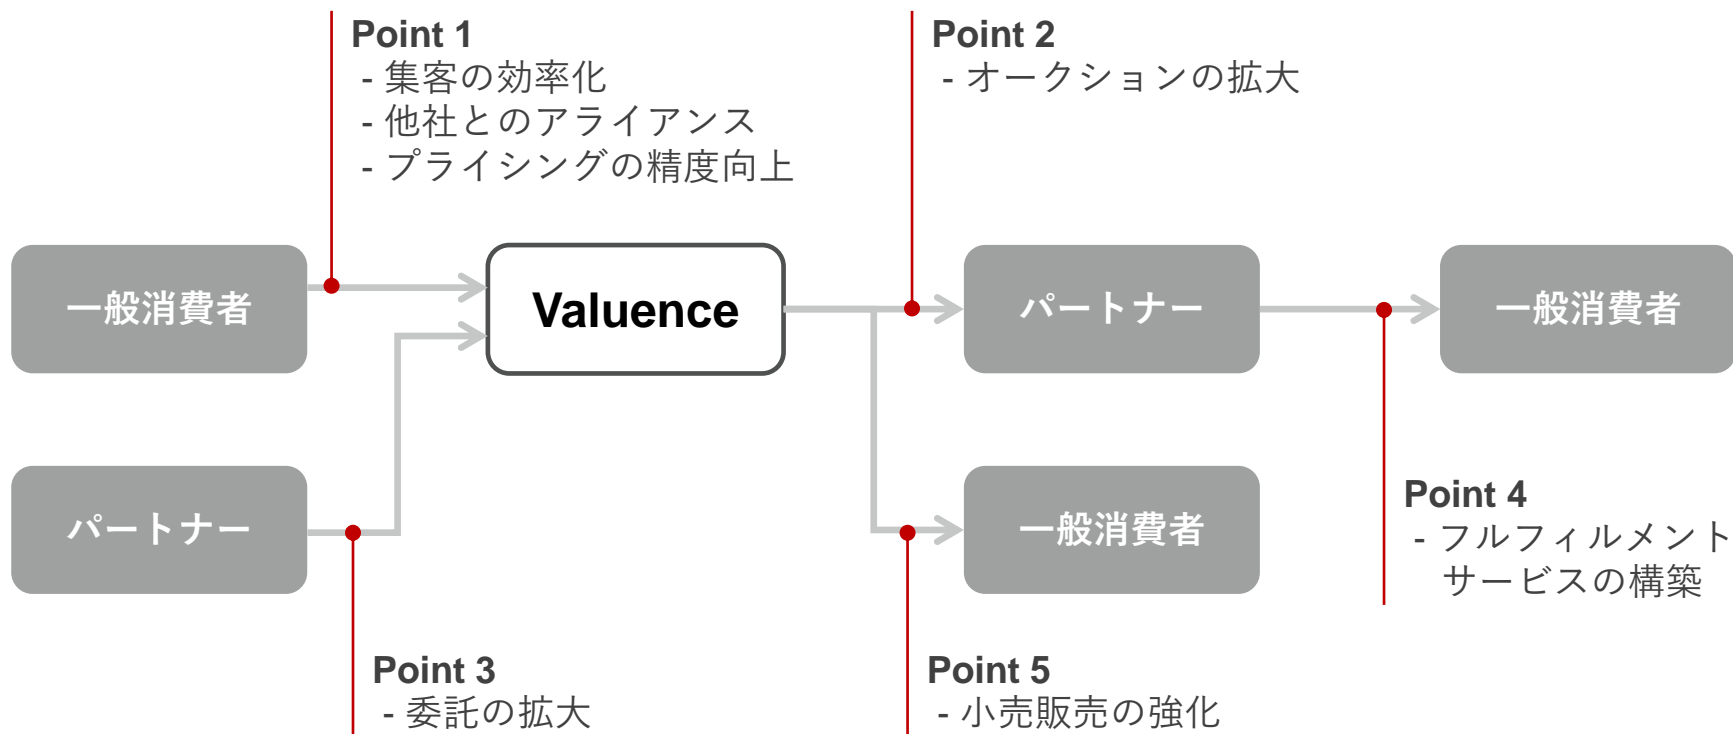 Point 1
- 集客の効率化
- 他社とのアライアンス
- プライシングの精度向上
Point 2
- オークションの拡大
一般消費者
Valuence
パートナー
一般消費者
パートナー
一般消費者
Point 4
- フルフィルメント
サービスの構築
Point 3
- 委託の拡大
Point 5
- 小売販売の強化